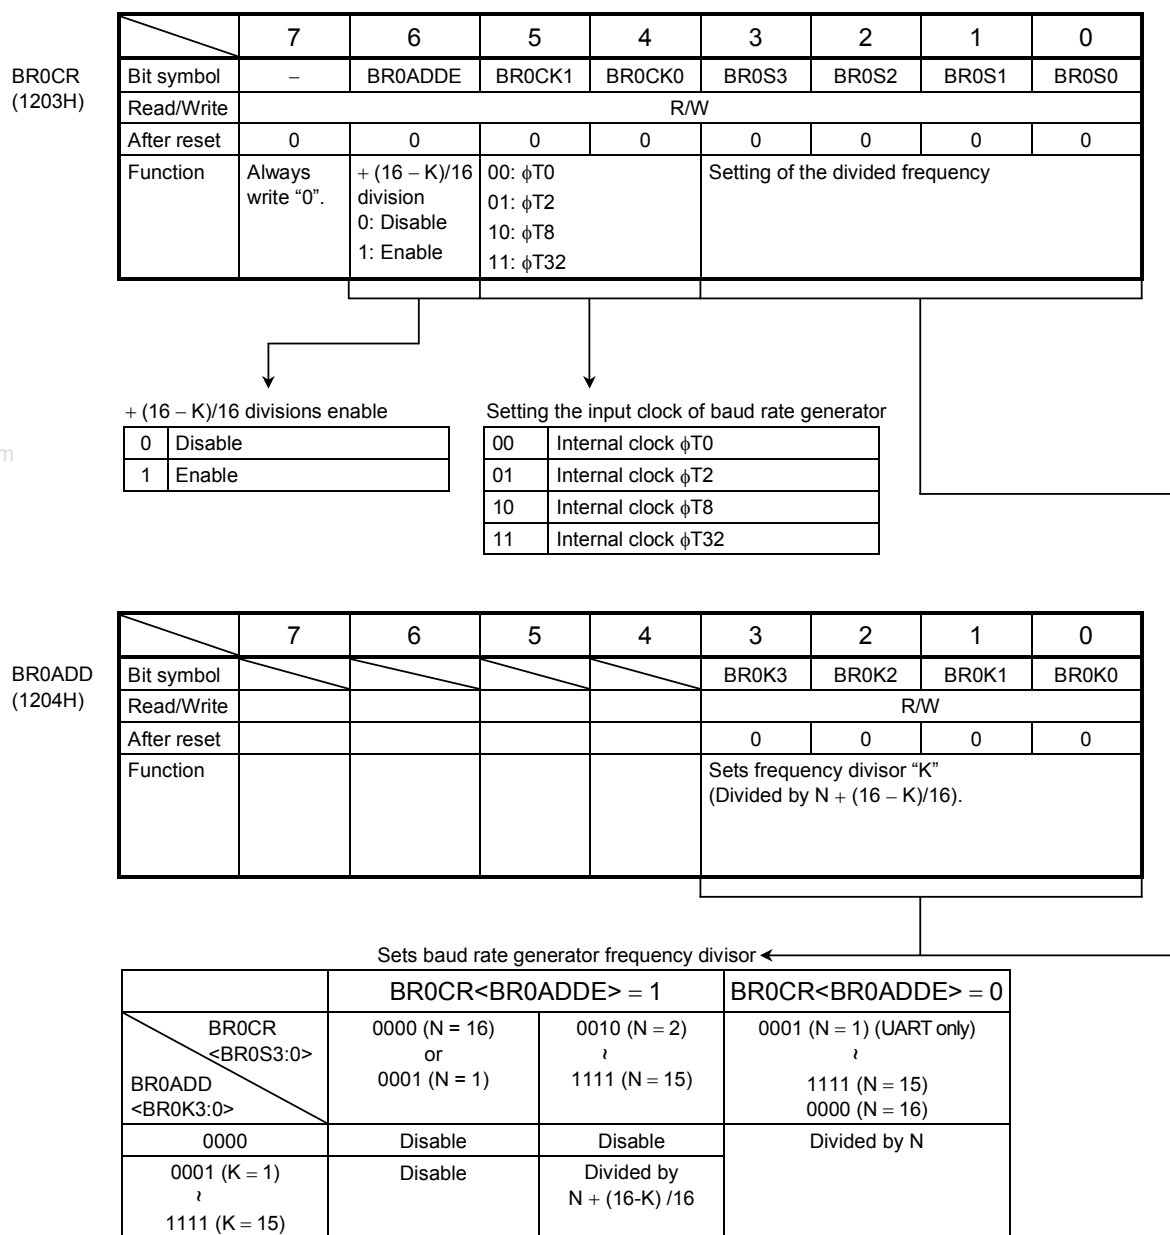 7 6 5 4 3 2 1 0
BR0CR
(1203H)
Bit symbol – BR0ADDE BR0CK1 BR0CK0 BR0S3 BR0S2 BR0S1 BR0S0
Read/Write R/W
After reset 0 0 0 0 0 0 0 0
Function Always write “0”. + (16 – K)/16 division 0: Disable 1: Enable 00: ϕT0 01: ϕT2 10: ϕT8 11: ϕT32 Setting of the divided frequency
+ (16 – K)/16 divisions enable
0 Disable
1 Enable
Setting the input clock of baud rate generator
00 Internal clock ϕT0
01 Internal clock ϕT2
10 Internal clock ϕT8
11 Internal clock ϕT32
m
7 6 5 4 3 2 1 0
BR0ADD
(1204H)
Bit symbol BR0K3 BR0K2 BR0K1 BR0K0
Read/Write R/W
After reset 0 0 0 0
Function Sets frequency divisor “K”
(Divided by N + (16 – K)/16).
Sets baud rate generator frequency divisor
BR0CR<BR0ADDE> = 1 BR0CR<BR0ADDE> = 0
BR0CR
<BR0S3:0>
BR0ADD
<BR0K3:0>
0000 (N = 16)
or
0001 (N = 1)
0010 (N = 2)
~
1111 (N = 15)
0001 (N = 1) (UART only)
~
1111 (N = 15)
0000 (N = 16)
0000 Disable Disable Divided by N
0001 (K = 1)
~
1111 (K = 15)
Disable
Divided by
N + (16-K) /16